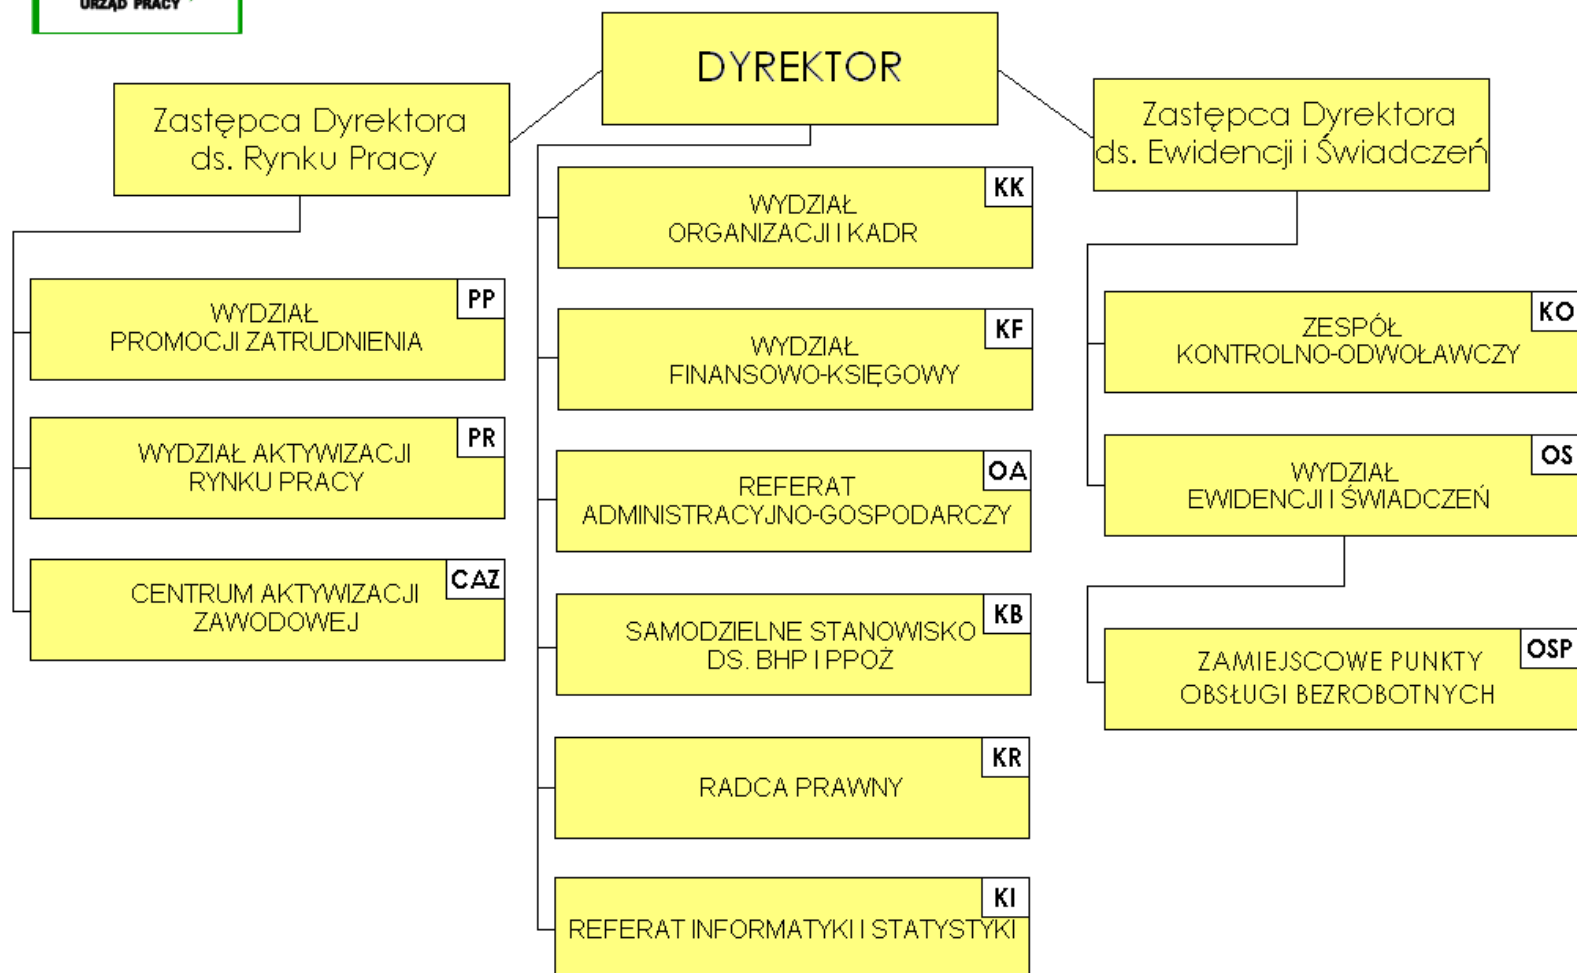 URZĄD PRACY
DYREKTOR
Zastępca Dyrektora
ds. Rynku Pracy
Zastępca Dyrektora
ds. Ewidencji i Świadczeń
PP
WYDZIAŁ
PROMOCJI ZATRUDNIENIA
PR
WYDZIAŁ AKTYWIZACJI
RYNKU PRACY
CAZ
CENTRUM AKTYWIZACJI
ZAWODOWEJ
KK
WYDZIAŁ
ORGANIZACJI I KADR
KF
WYDZIAŁ
FINANSOWO-KSIĘGOWY
OA
REFERAT
ADMINISTRACYJNO-GOSPODARCZY
KB
SAMODZIELNE STANOWISKO
DS. BHP I PPOŻ
KR
RADCA PRAWNY
KI
REFERAT INFORMATYKI I STATYSTYKI
KO
ZESPÓŁ
KONTROLNO-ODWOŁAWCZY
OS
WYDZIAŁ
EWIDENCJI I ŚWIADCZEŃ
OSP
ZAMIEJSCOWE PUNKTY
OBSŁUGI BEZROBOTNYCH